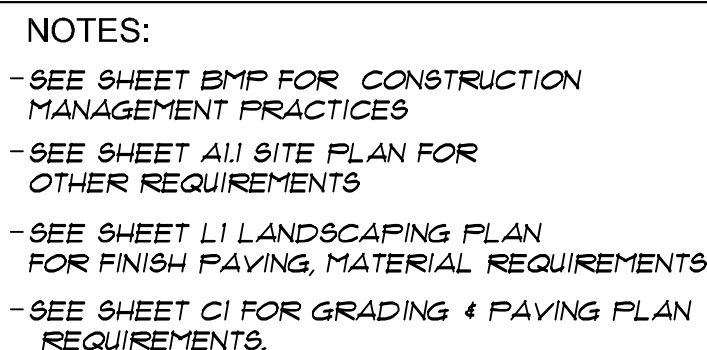 NOTES:
- SEE SHEET BMP FOR CONSTRUCTION
MANAGEMENT PRACTICES
- SEE SHEET A1.1 SITE PLAN FOR
OTHER REQUIREMENTS
- SEE SHEET L1 LANDSCAPING PLAN
FOR FINISH PAVING, MATERIAL REQUIREMENTS
- SEE SHEET C1 FOR GRADING & PAVING PLAN
REQUIREMENTS.